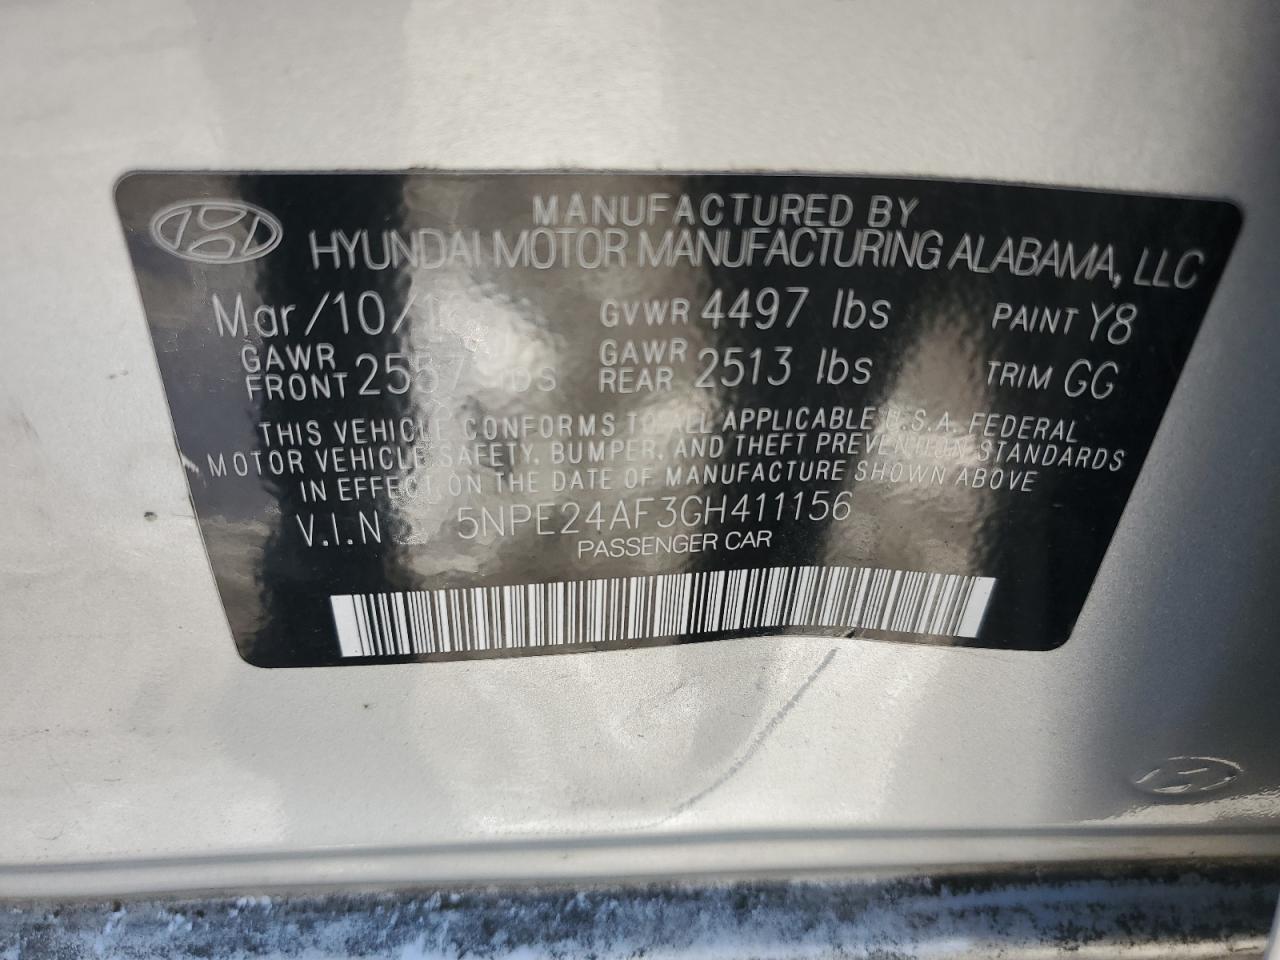 MANUFACTURED BY
HYUNDAI MOTOR MANUFACTURING ALABAMA, LLC
Mar/10/ GVWR 4497 lbs PAINT Y8
GAWR FRONT 2557 lbs GAWR REAR 2513 lbs TRIM GG
THIS VEHICLE CONFORMS TO ALL APPLICABLE U.S.A. FEDERAL
MOTOR VEHICLE SAFETY, BUMPER, AND THEFT PREVENTION STANDARDS
IN EFFECT ON THE DATE OF MANUFACTURE SHOWN ABOVE
V.I.N 5NPE24AF3GH411156
PASSENGER CAR